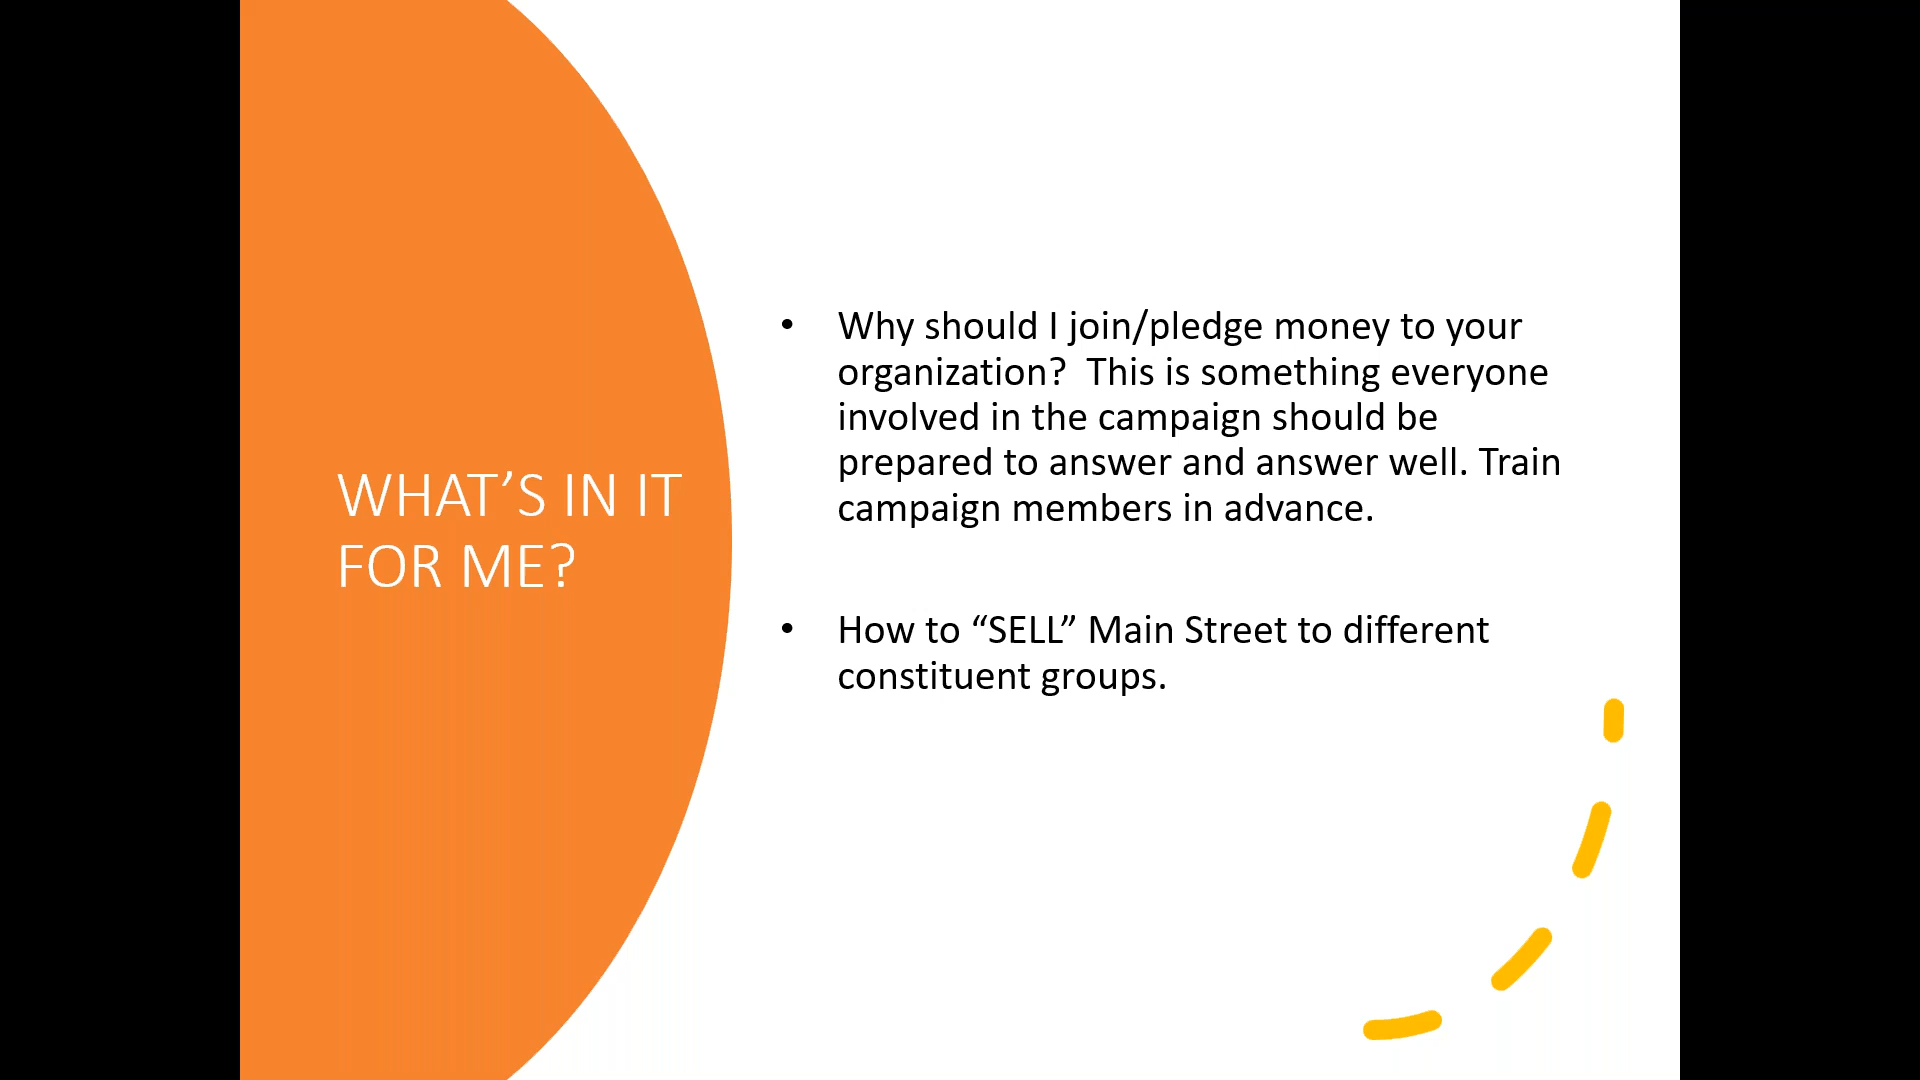 WHAT’S IN IT
FOR ME?
• Why should I join/pledge money to your
organization?  This is something everyone
involved in the campaign should be
prepared to answer and answer well. Train
campaign members in advance.
• How to “SELL” Main Street to different
constituent groups.